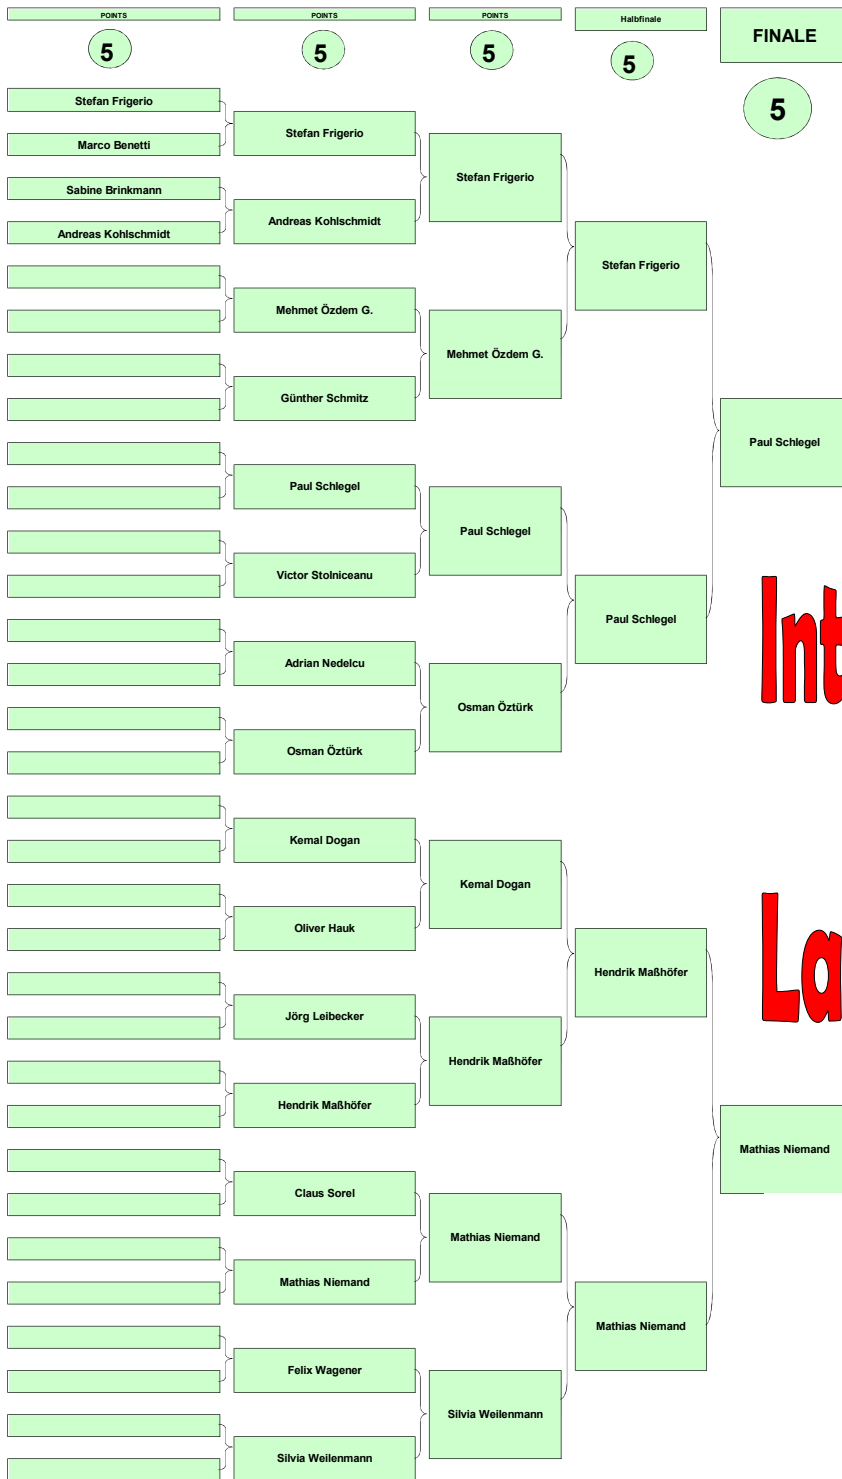 POINTS
POINTS
POINTS
Halbfinale
FINALE
5
5
5
5
5
Stefan Frigerio
Marco Benetti
Sabine Brinkmann
Andreas Kohlschmidt
Stefan Frigerio
Andreas Kohlschmidt
Mehmet Özdem G.
Günther Schmitz
Paul Schlegel
Victor Stolniceanu
Adrian Nedelcu
Osman Öztürk
Kemal Dogan
Oliver Hauk
Jörg Leibecker
Hendrik Maßhöfer
Claus Sorel
Mathias Niemand
Felix Wagener
Silvia Weilenmann
Stefan Frigerio
Mehmet Özdem G.
Paul Schlegel
Osman Öztürk
Kemal Dogan
Hendrik Maßhöfer
Mathias Niemand
Silvia Weilenmann
Stefan Frigerio
Paul Schlegel
Hendrik Maßhöfer
Mathias Niemand
Paul Schlegel
Mathias Niemand
Int
La